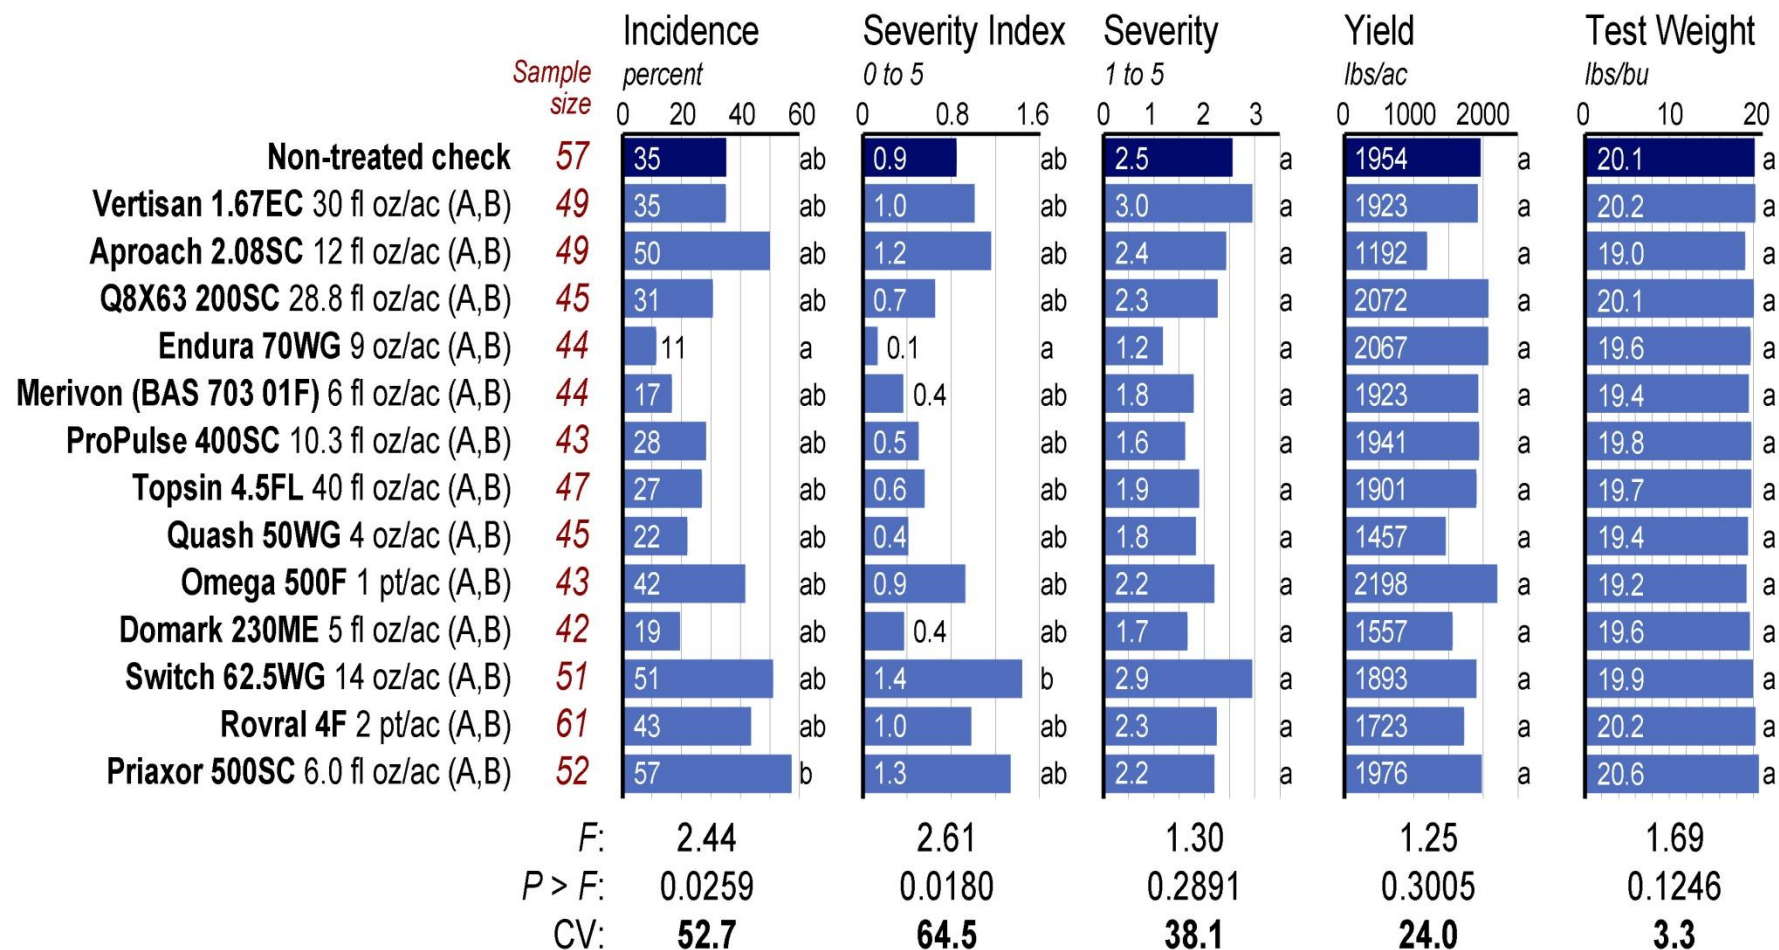 Incidence Severity Index Severity Yield Test Weight
Sample size percent 0 to 5 1 to 5 lbs/ac lbs/bu
0 20 40 60 0 0.8 1.6 0 1 2 3 0 1000 2000 0 10 20
Non-treated check 57 35 ab 0.9 ab 2.5 a 1954 a 20.1 a
Vertisan 1.67EC 30 fl oz/ac (A,B) 49 35 ab 1.0 ab 3.0 a 1923 a 20.2 a
Aproach 2.08SC 12 fl oz/ac (A,B) 49 50 ab 1.2 ab 2.4 a 1192 a 19.0 a
Q8X63 200SC 28.8 fl oz/ac (A,B) 45 31 ab 0.7 ab 2.3 a 2072 a 20.1 a
Endura 70WG 9 oz/ac (A,B) 44 11 a 0.1 a 1.2 a 2067 a 19.6 a
Merivon (BAS 703 01F) 6 fl oz/ac (A,B) 44 17 ab 0.4 ab 1.8 a 1923 a 19.4 a
ProPulse 400SC 10.3 fl oz/ac (A,B) 43 28 ab 0.5 ab 1.6 a 1941 a 19.8 a
Topsin 4.5FL 40 fl oz/ac (A,B) 47 27 ab 0.6 ab 1.9 a 1901 a 19.7 a
Quash 50WG 4 oz/ac (A,B) 45 22 ab 0.4 ab 1.8 a 1457 a 19.4 a
Omega 500F 1 pt/ac (A,B) 43 42 ab 0.9 ab 2.2 a 2198 a 19.2 a
Domark 230ME 5 fl oz/ac (A,B) 42 19 ab 0.4 ab 1.7 a 1557 a 19.6 a
Switch 62.5WG 14 oz/ac (A,B) 51 51 ab 1.4 b 2.9 a 1893 a 19.9 a
Rovral 4F 2 pt/ac (A,B) 61 43 ab 1.0 ab 2.3 a 1723 a 20.2 a
Priaxor 500SC 6.0 fl oz/ac (A,B) 52 57 b 1.3 ab 2.2 a 1976 a 20.6 a
F: 2.44 2.61 1.30 1.25 1.69
P > F: 0.0259 0.0180 0.2891 0.3005 0.1246
CV: 52.7 64.5 38.1 24.0 3.3